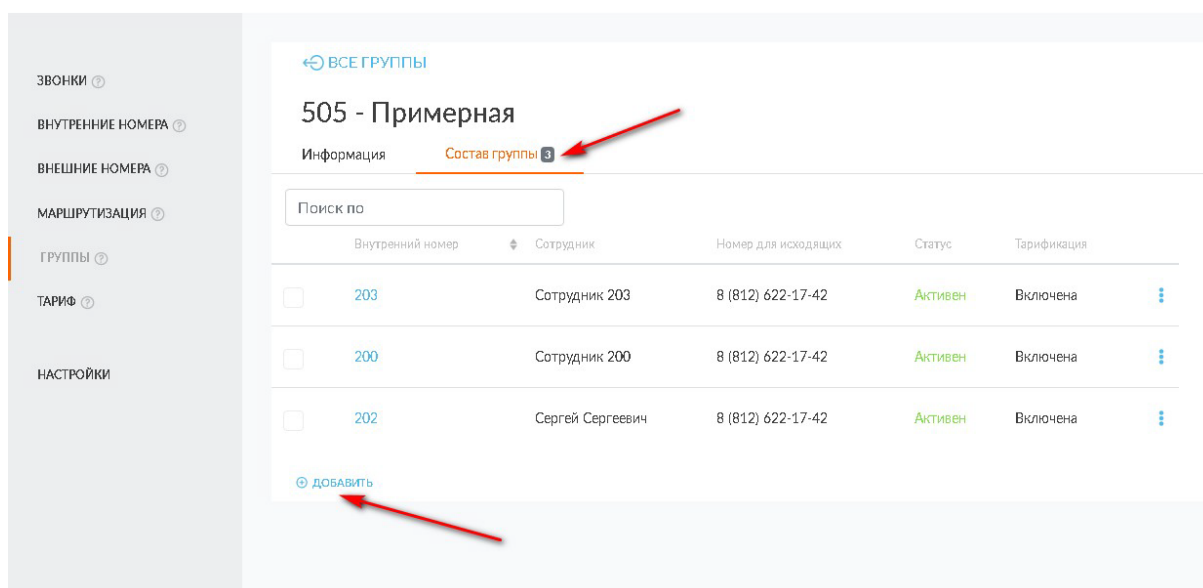 ЗВОНКИ ?
ВНУТРЕННИЕ НОМЕРА ?
ВНЕШНИЕ НОМЕРА ?
МАРШРУТИЗАЦИЯ ?
ГРУППЫ ?
ТАРИФ ?
НАСТРОЙКИ
ВСЕ ГРУППЫ
505 - Примерная
Информация Состав группы 3
Поиск по
Внутренний номер Сотрудник Номер для исходящих Статус Тарификация
203 Сотрудник 203 8 (812) 622-17-42 Активен Включена
200 Сотрудник 200 8 (812) 622-17-42 Активен Включена
202 Сергей Сергеевич 8 (812) 622-17-42 Активен Включена
ДОБАВИТЬ